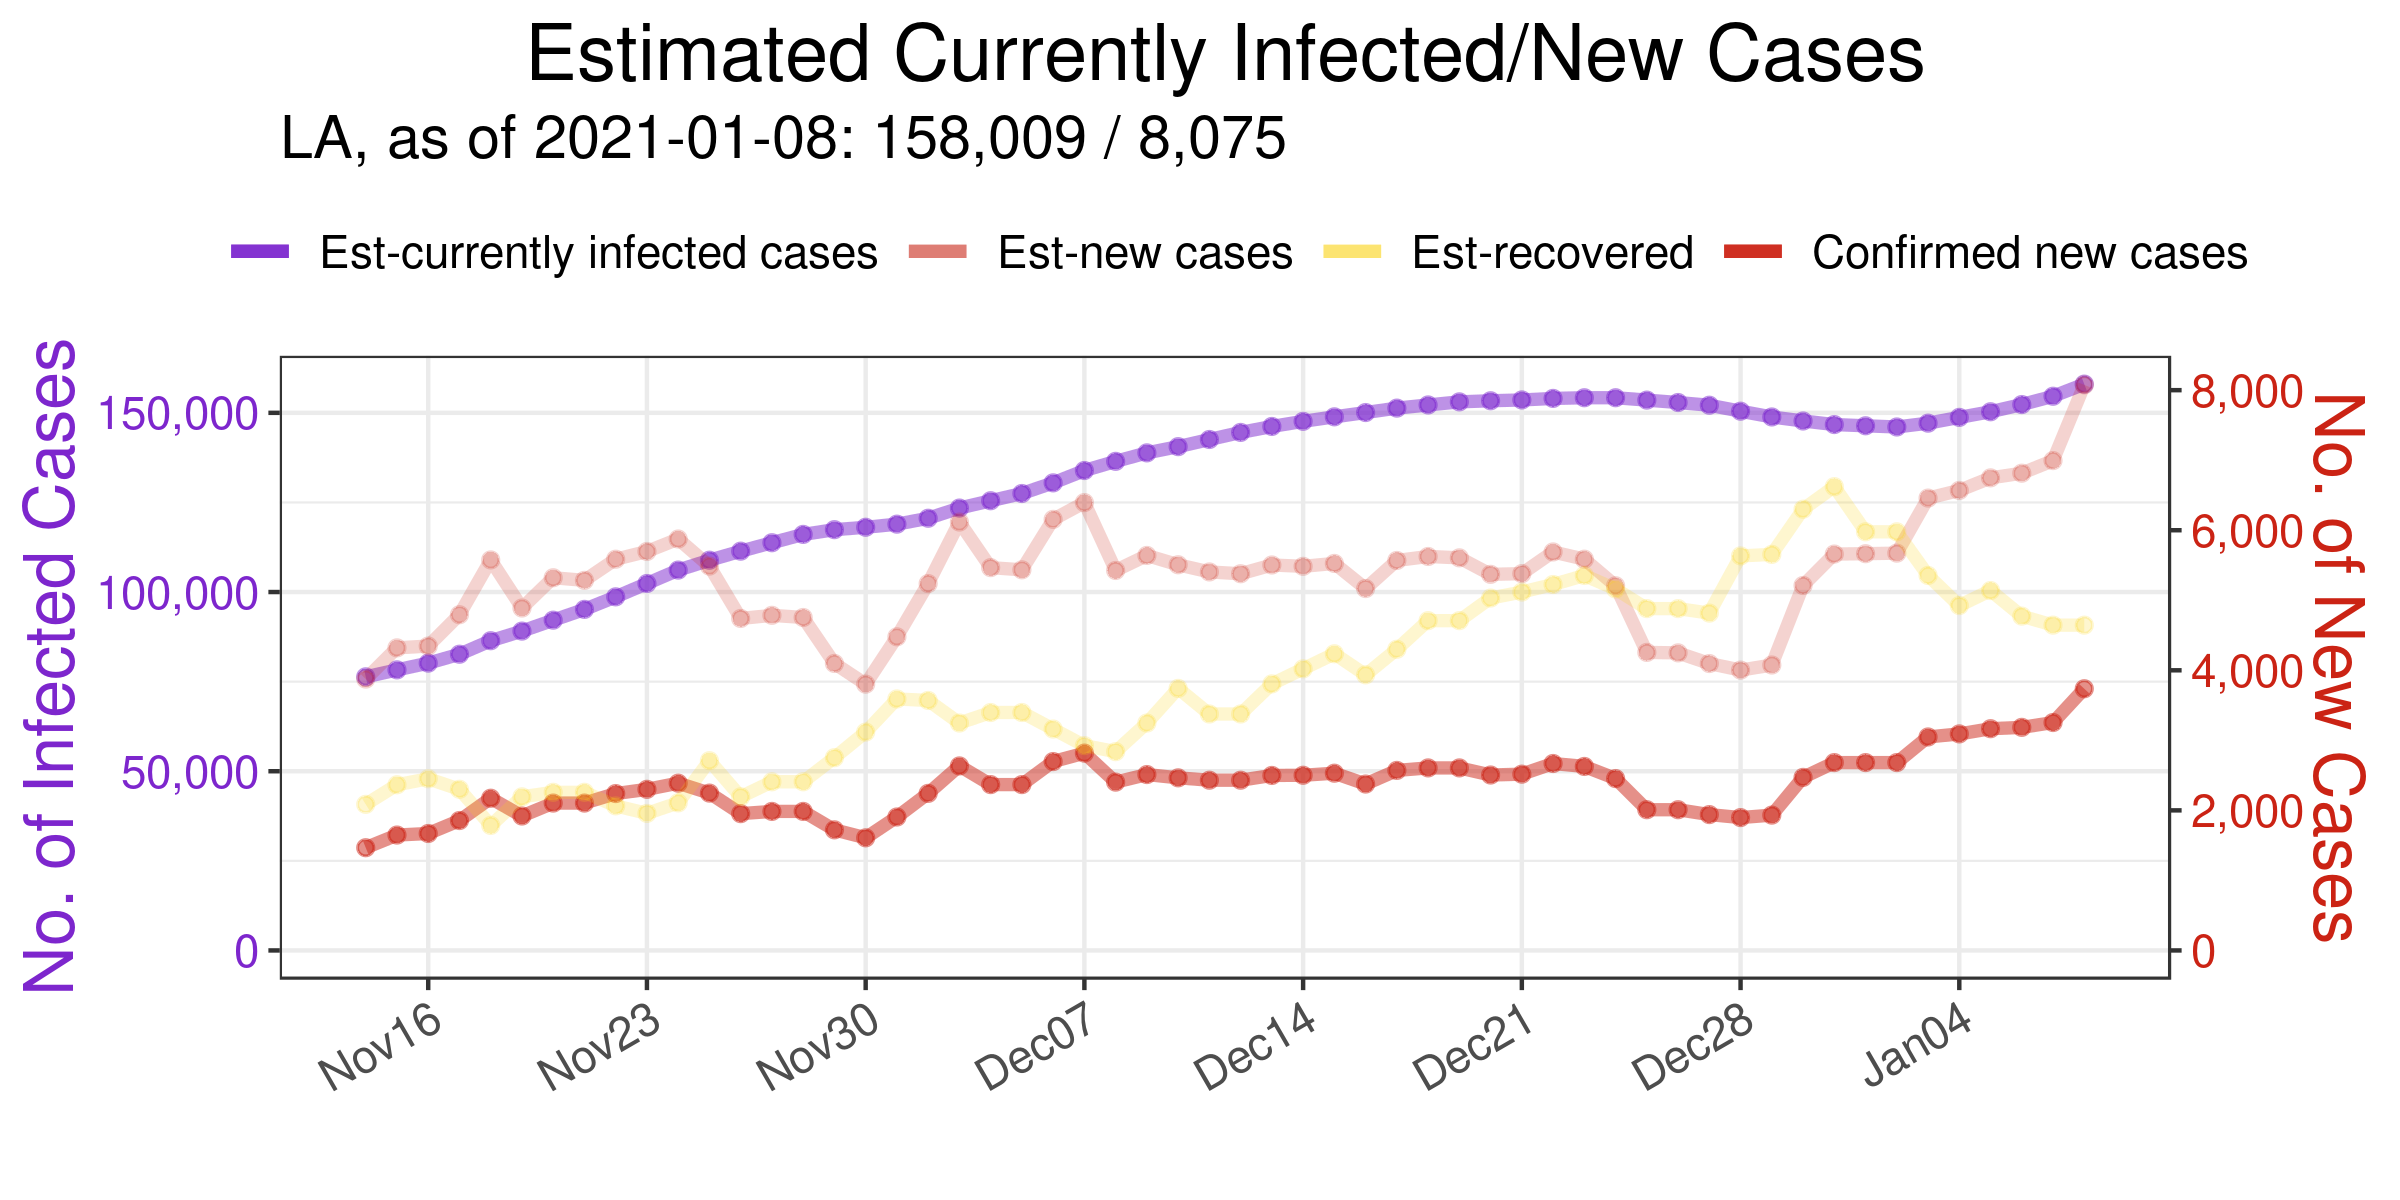 Estimated Currently Infected/New Cases
LA, as of 2021-01-08: 158,009 / 8,075
Est-currently infected cases Est-new cases Est-recovered Confirmed new cases
No. of Infected Cases
150,000
100,000
50,000
0
8,000
6,000
4,000
2,000
0
No. of New Cases
Nov16 Nov23 Nov30 Dec07 Dec14 Dec21 Dec28 Jan04